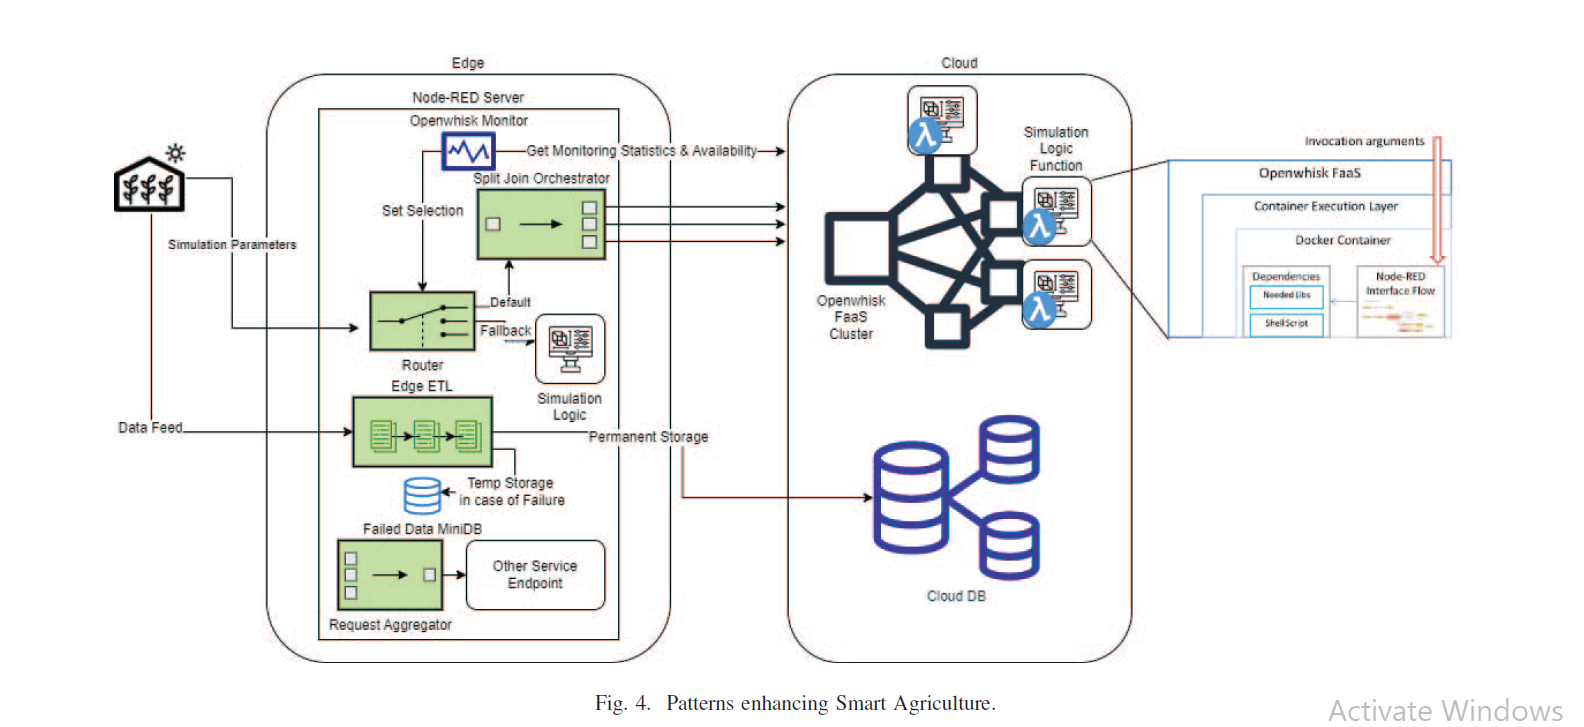 Edge
Cloud
Node-RED Server
Openwhisk Monitor
Get Monitoring Statistics & Availability
Split Join Orchestrator
Set Selection
Simulation Parameters
Default
Fallback
Router
Simulation
Logic
Edge ETL
Data Feed
Permanent Storage
Temp Storage
in case of Failure
Failed Data MiniDB
Other Service
Endpoint
Request Aggregator
Simulation
Logic
Function
Openwhisk
FaaS
Cluster
Cloud DB
Invocation arguments
Openwhisk FaaS
Container Execution Layer
Docker Container
Dependencies
Needed Libs
Shell Script
Node-RED
Interface Flow
Fig. 4. Patterns enhancing Smart Agriculture.
Activate Windows